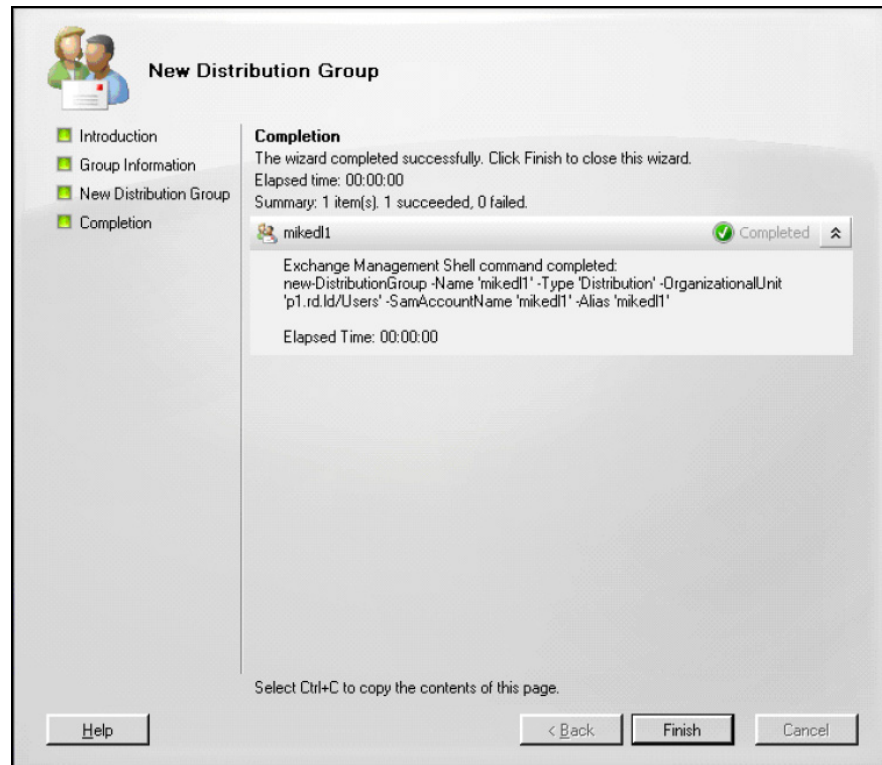 New Distribution Group
Introduction
Group Information
New Distribution Group
Completion
Completion
The wizard completed successfully. Click Finish to close this wizard.
Elapsed time: 00:00:00
Summary: 1 item(s). 1 succeeded, 0 failed.
mikedl1
Completed
Exchange Management Shell command completed:
new-DistributionGroup -Name 'mikedl1' -Type 'Distribution' -OrganizationalUnit
'p1.rd.ld/Users' -SamAccountName 'mikedl1' -Alias 'mikedl1'
Elapsed Time: 00:00:00
Select Ctrl+C to copy the contents of this page.
Help
< Back
Finish
Cancel